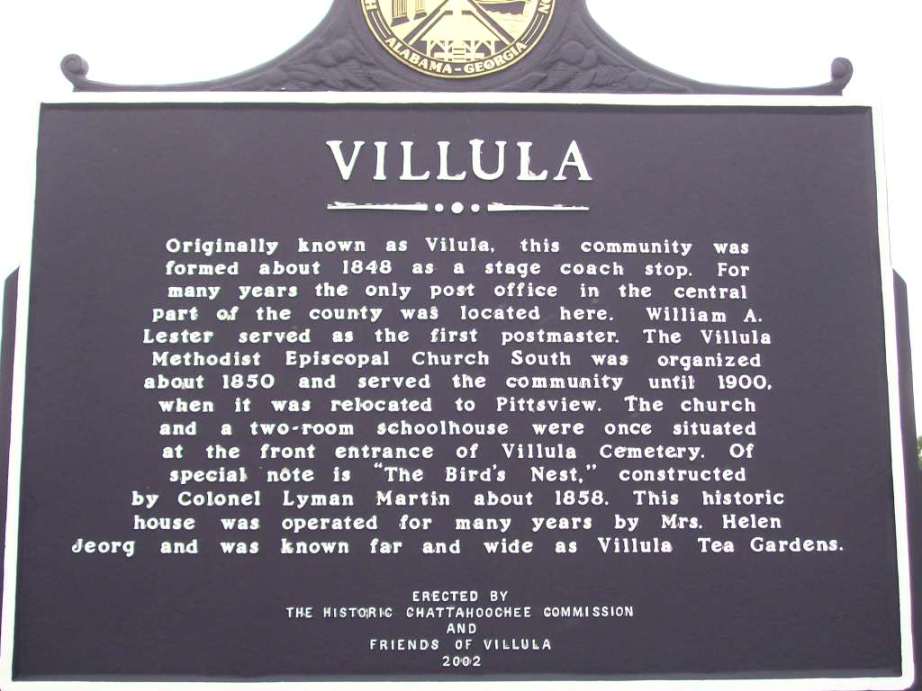 ALABAMA-GEORGIA
VILLULA
Originally known as Vilula, this community was
formed about 1848 as a stage coach stop. For
many years the only post office in the central
part of the county was located here. William A.
Lester served as the first postmaster. The Villula
Methodist Episcopal Church South was organized
about 1850 and served the community until 1900,
when it was relocated to Pittsview. The church
and a two-room schoolhouse were once situated
at the front entrance of Villula Cemetery. Of
special note is "The Bird's Nest," constructed
by Colonel Lyman Martin about 1858. This historic
house was operated for many years by Mrs. Helen
Jeorg and was known far and wide as Villula Tea Gardens.
ERECTED BY
THE HISTORIC CHATTAHOOCHEE COMMISSION
AND
FRIENDS OF VILLULA
2002